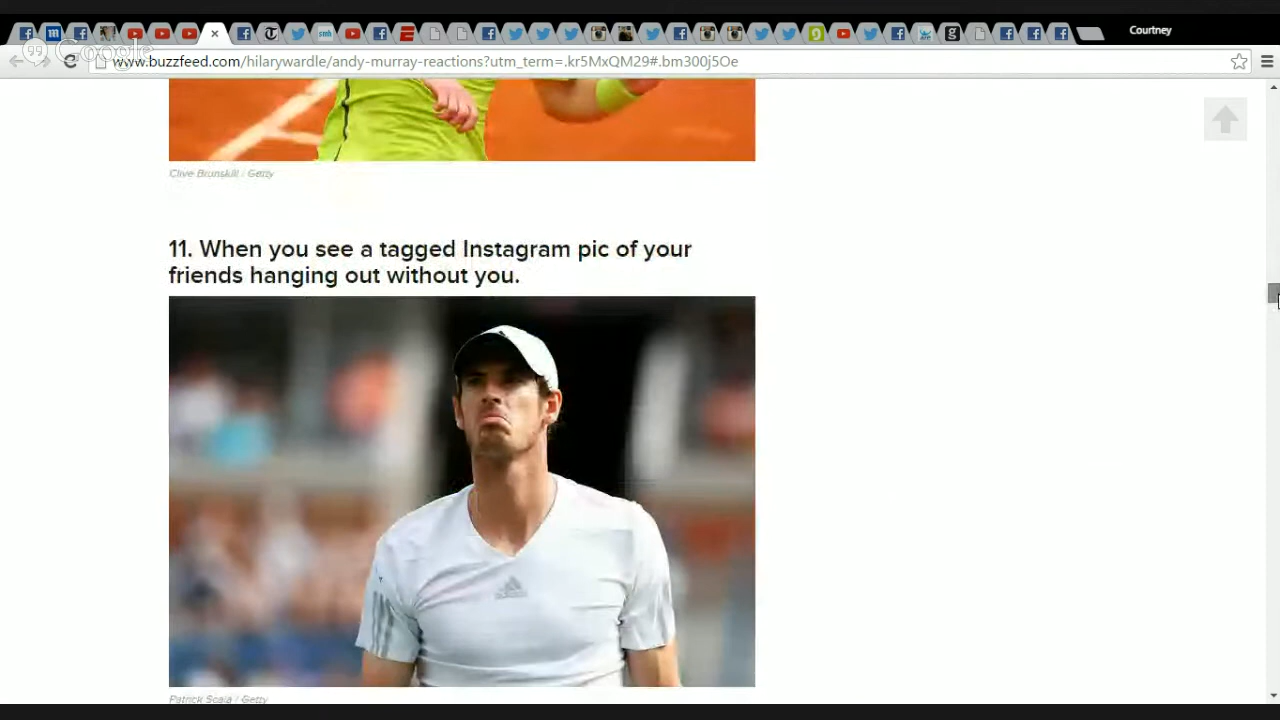 Courtney
Google
www.buzzfeed.com/hilarywardle/andy-murray-reactions?utm_term=.kr5MxQM29#.bm300j5Oe
Clive Brunskill / Getty
11. When you see a tagged Instagram pic of your
friends hanging out without you.
Patrick Scala / Getty